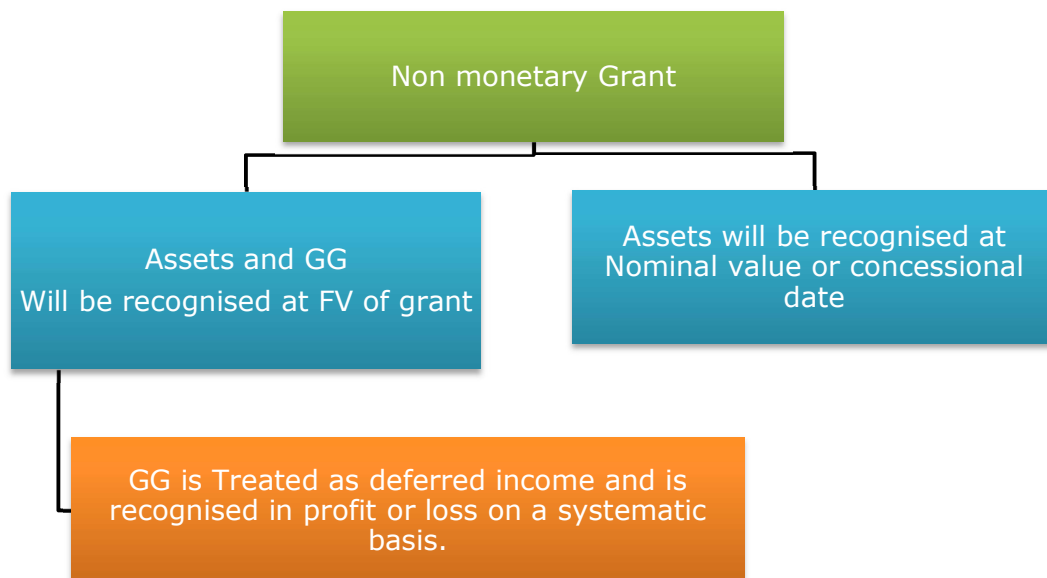 Non monetary Grant
Assets and GG
Will be recognised at FV of grant
Assets will be recognised at
Nominal value or concessional
date
GG is Treated as deferred income and is
recognised in profit or loss on a systematic
basis.